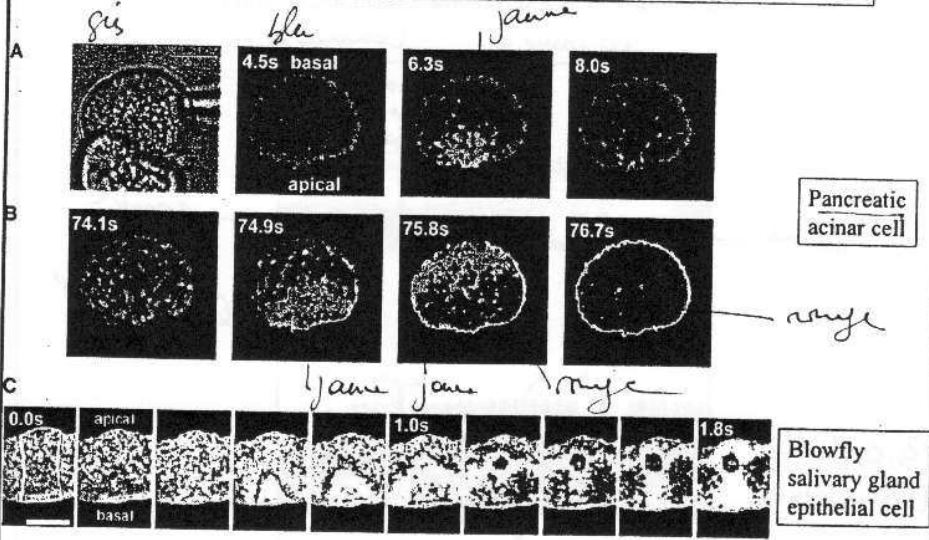 gris bleu jaune
A
4.5s basal
6.3s
8.0s
apical
Pancreatic
acinar cell
B
74.1s
74.9s
75.8s
76.7s
rouge
jaune jaune rouge
C
0.0s
apical
1.0s
1.8s
basal
Blowfly
salivary gland
epithelial cell